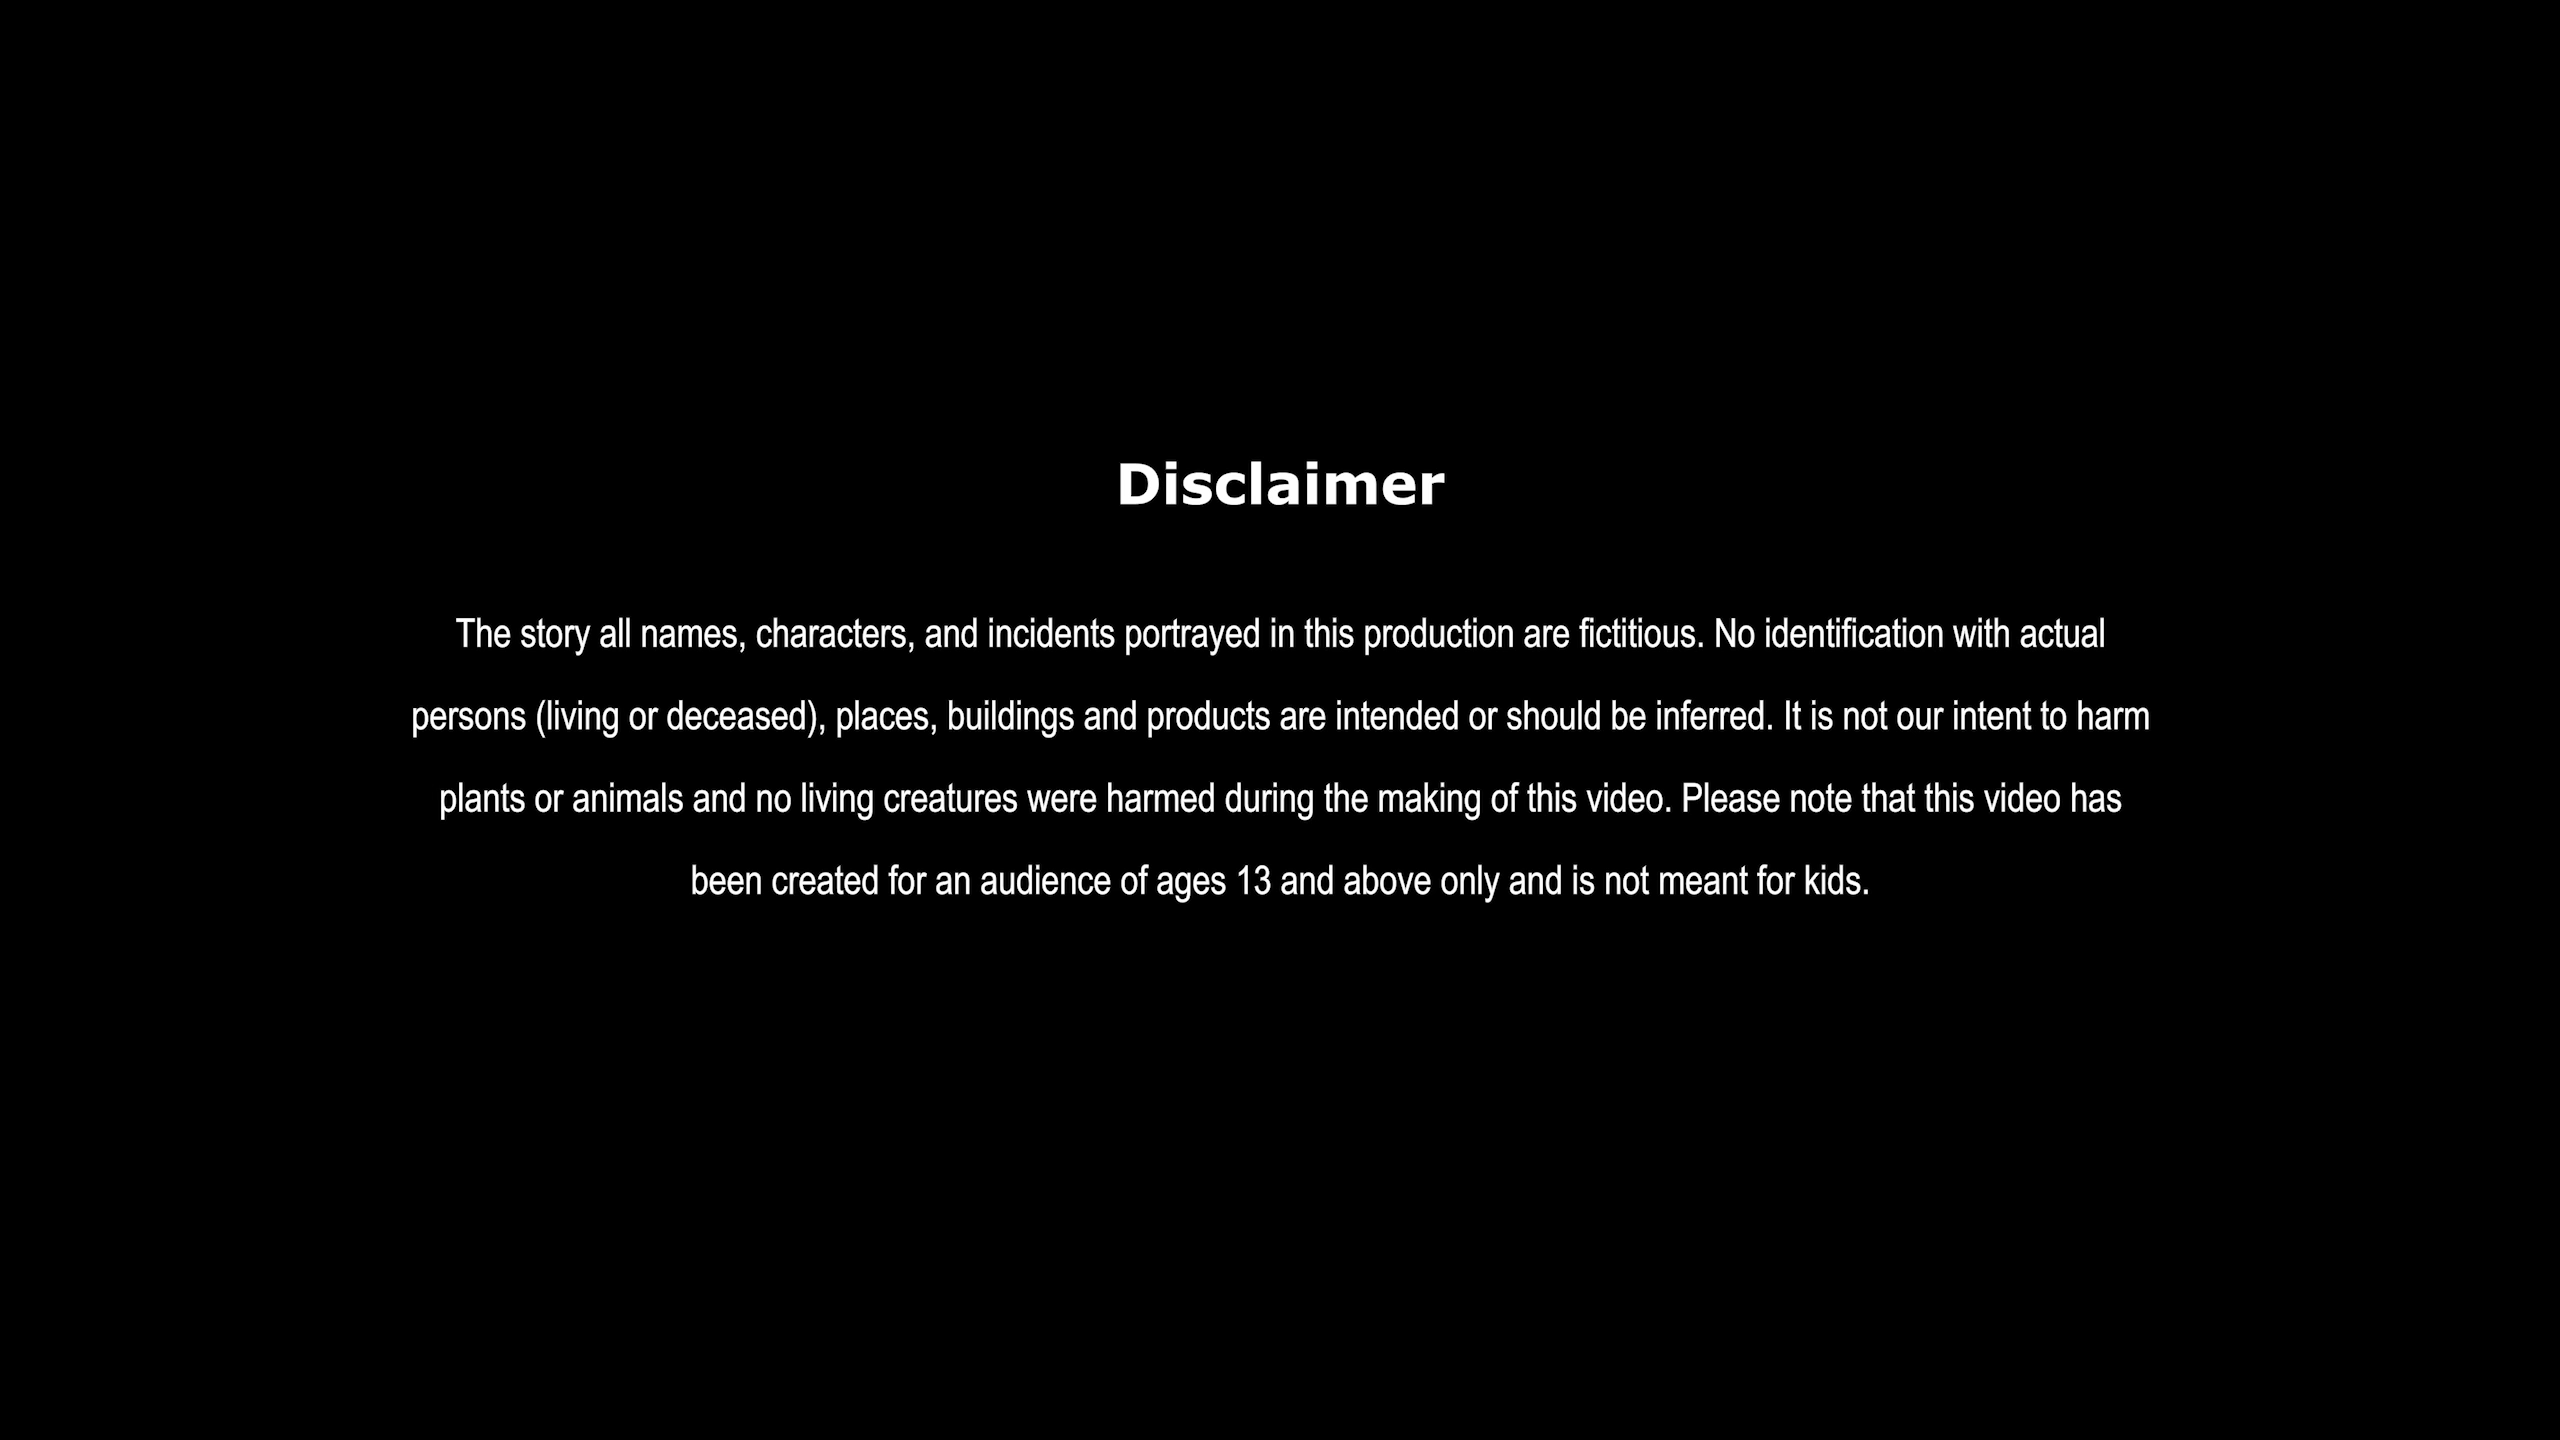 Disclaimer
The story all names, characters, and incidents portrayed in this production are fictitious. No identification with actual
persons (living or deceased), places, buildings and products are intended or should be inferred. It is not our intent to harm
plants or animals and no living creatures were harmed during the making of this video. Please note that this video has
been created for an audience of ages 13 and above only and is not meant for kids.